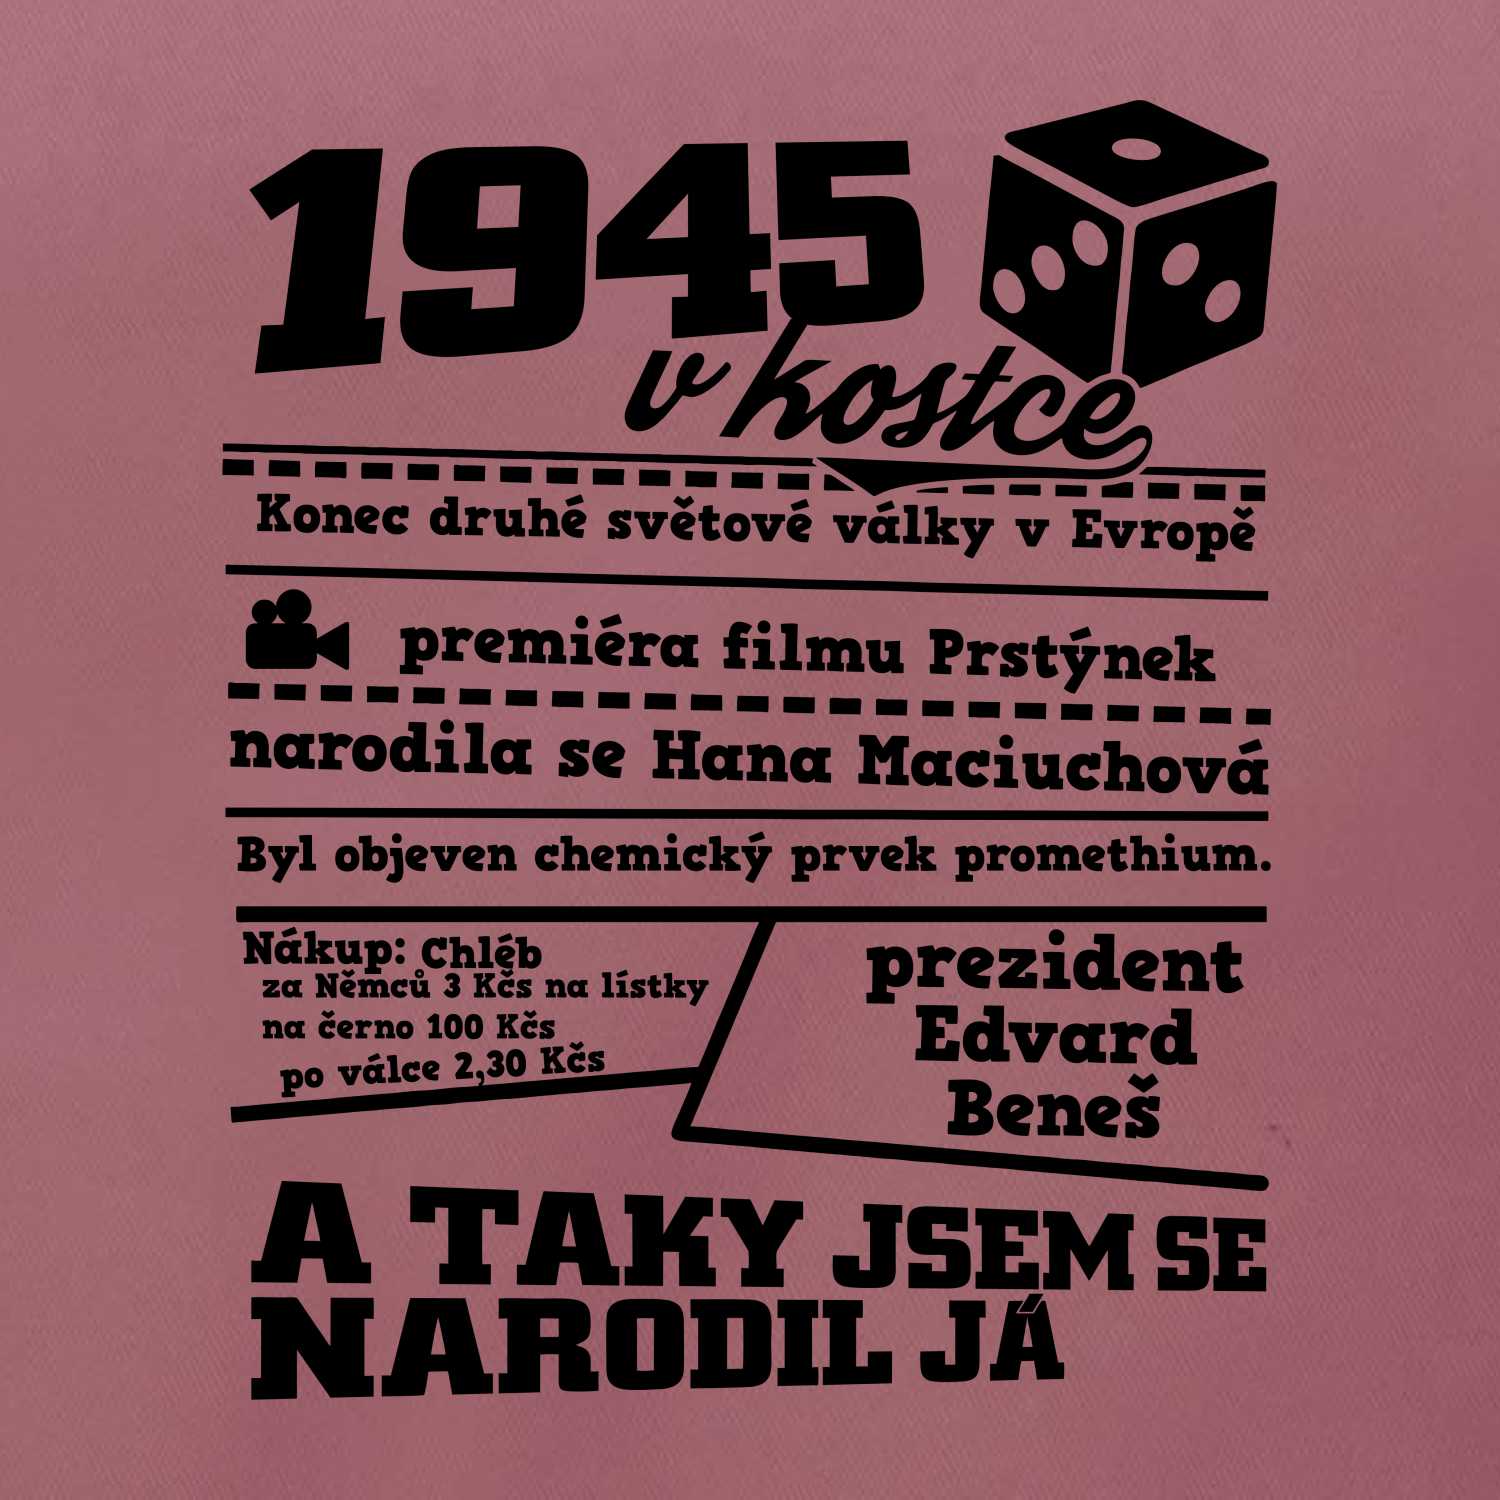 1945
v kostce
Konec druhé světové války v Evropě
premiéra filmu Prstýnek
narodila se Hana Maciuchová
Byl objeven chemický prvek promethium.
Nákup: Chléb
za Němců 3 Kčs na lístky
na černo 100 Kčs
po válce 2,30 Kčs
prezident
Edvard
Beneš
A TAKY JSEM SE
NARODIL JÁ